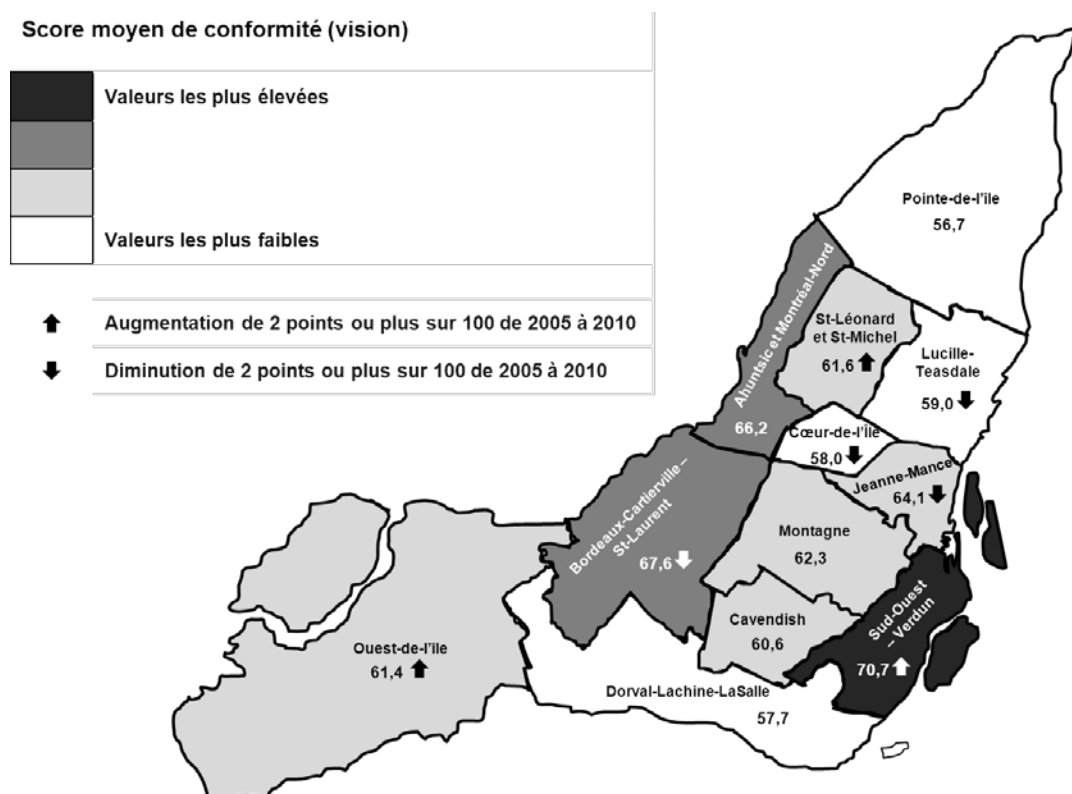 Score moyen de conformité (vision)
Valeurs les plus élevées
Valeurs les plus faibles
Augmentation de 2 points ou plus sur 100 de 2005 à 2010
Diminution de 2 points ou plus sur 100 de 2005 à 2010
Pointe-de-l'île
56,7
Ahuntsic et Montréal-Nord
66,2
St-Léonard
et St-Michel
61,6
Lucille-
Teasdale
59,0
Cœur-de-l'Île
58,0
Jeanne-Mance
64,1
Bordeaux-Cartierville –
St-Laurent
67,6
Montagne
62,3
Cavendish
60,6
Sud-Ouest
– Verdun
70,7
Ouest-de-l'île
61,4
Dorval-Lachine-LaSalle
57,7